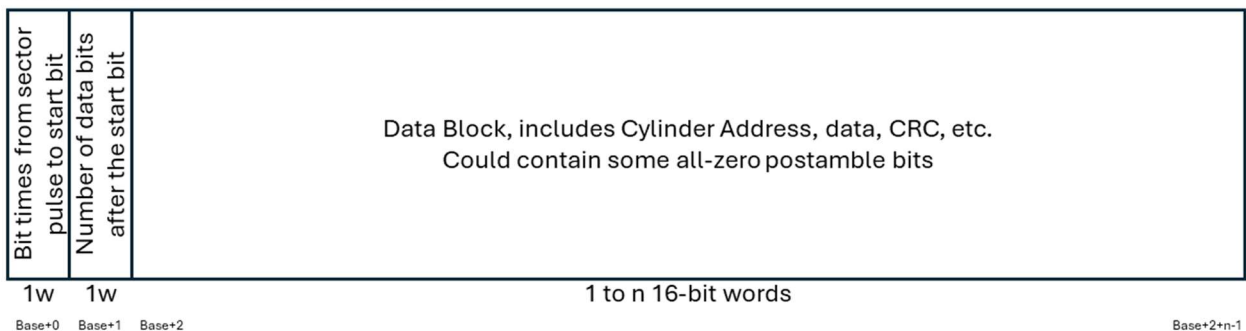 Bit times from sector
pulse to start bit
Number of data bits
after the start bit
Data Block, includes Cylinder Address, data, CRC, etc.
Could contain some all-zero postamble bits
1w
1w
1 to n 16-bit words
Base+0
Base+1
Base+2
Base+2+n-1